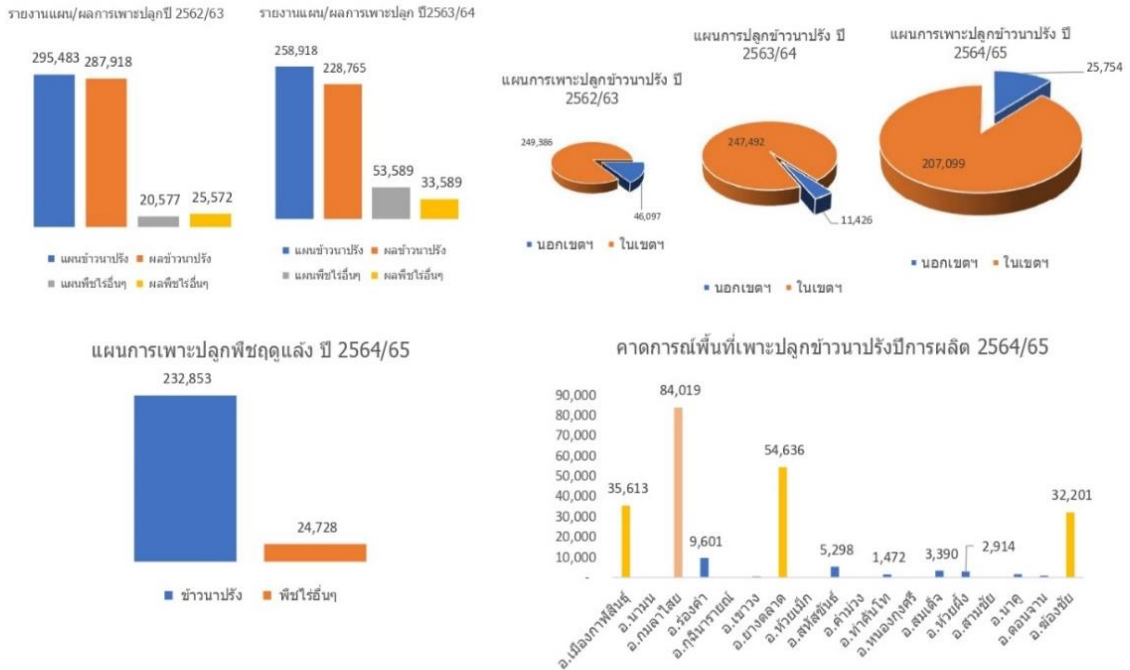 รายงานแผน/ผลการเพาะปลูกปี 2562/63
295,483
287,918
20,577
25,572
แผนข้าวนาปรัง
ผลข้าวนาปรัง
แผนพืชไร่อื่นๆ
ผลพืชไร่อื่นๆ
รายงานแผน/ผลการเพาะปลูก ปี2563/64
258,918
228,765
53,589
33,589
แผนข้าวนาปรัง
ผลข้าวนาปรัง
แผนพืชไร่อื่นๆ
ผลพืชไร่อื่นๆ
แผนการเพาะปลูกข้าวนาปรัง ปี
2562/63
249,386
46,097
นอกเขตฯ
ในเขตฯ
แผนการปลูกข้าวนาปรัง ปี
2563/64
247,492
11,426
นอกเขตฯ
ในเขตฯ
แผนการเพาะปลูกข้าวนาปรัง ปี
2564/65
25,754
207,099
นอกเขตฯ
ในเขตฯ
แผนการเพาะปลูกพืชฤดูแล้ง ปี 2564/65
232,853
24,728
ข้าวนาปรัง
พืชไร่อื่นๆ
คาดการณ์พื้นที่เพาะปลูกข้าวนาปรังปีการผลิต 2564/65
90,000
80,000
70,000
60,000
50,000
40,000
30,000
20,000
10,000
-
35,613
84,019
9,601
54,636
5,298
1,472
3,390
2,914
32,201
อ.เมืองกาฬสินธุ์
อ.นามน
อ.กมลาไสย
อ.ร่องคำ
อ.กุฉินารายณ์
อ.เขาวง
อ.ยางตลาด
อ.ห้วยเม็ก
อ.สหัสขันธ์
อ.คำม่วง
อ.ท่าคันโท
อ.หนองกุงศรี
อ.สมเด็จ
อ.ห้วยผึ้ง
อ.สามชัย
อ.นาคู
อ.ดอนจาน
อ.ฆ้องชัย